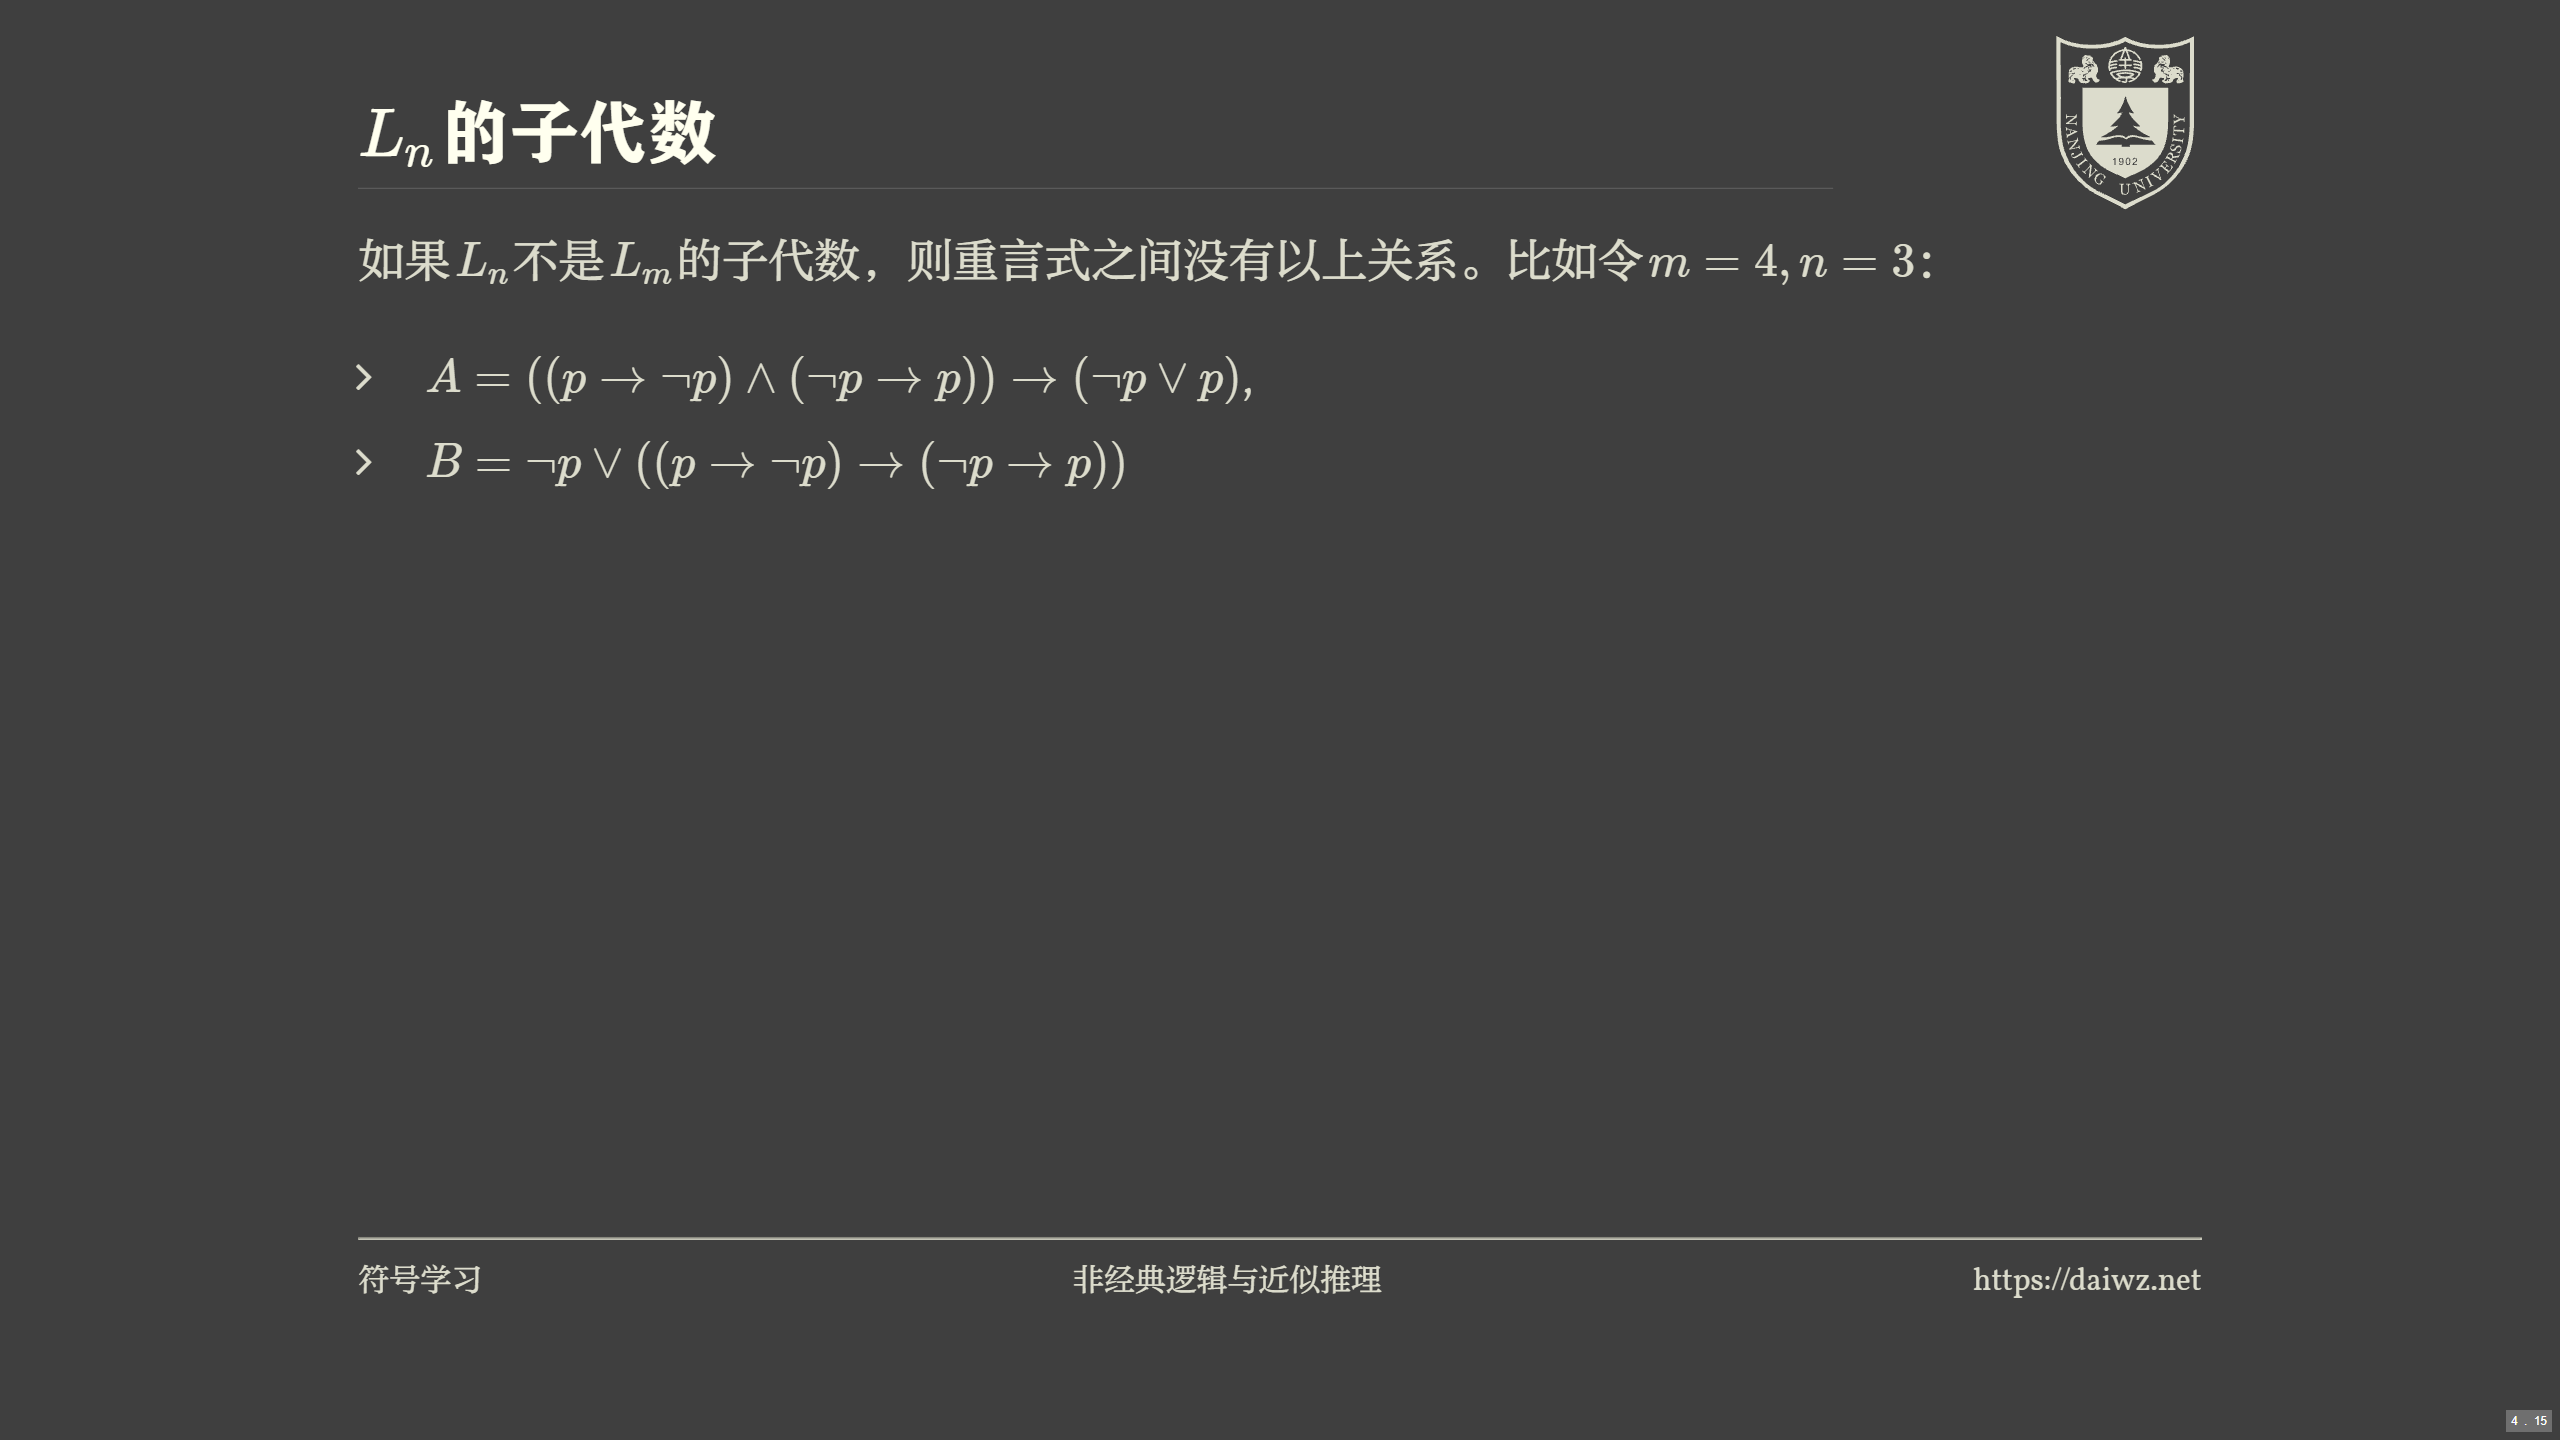 Lₙ的子代数
NANJING UNIVERSITY
1902
如果Lₙ不是Lₘ的子代数，则重言式之间没有以上关系。比如令m = 4, n = 3：
A = ((p → ¬p) ∧ (¬p → p)) → (¬p ∨ p),
B = ¬p ∨ ((p → ¬p) → (¬p → p))
符号学习 非经典逻辑与近似推理 https://daiwz.net
4 . 15